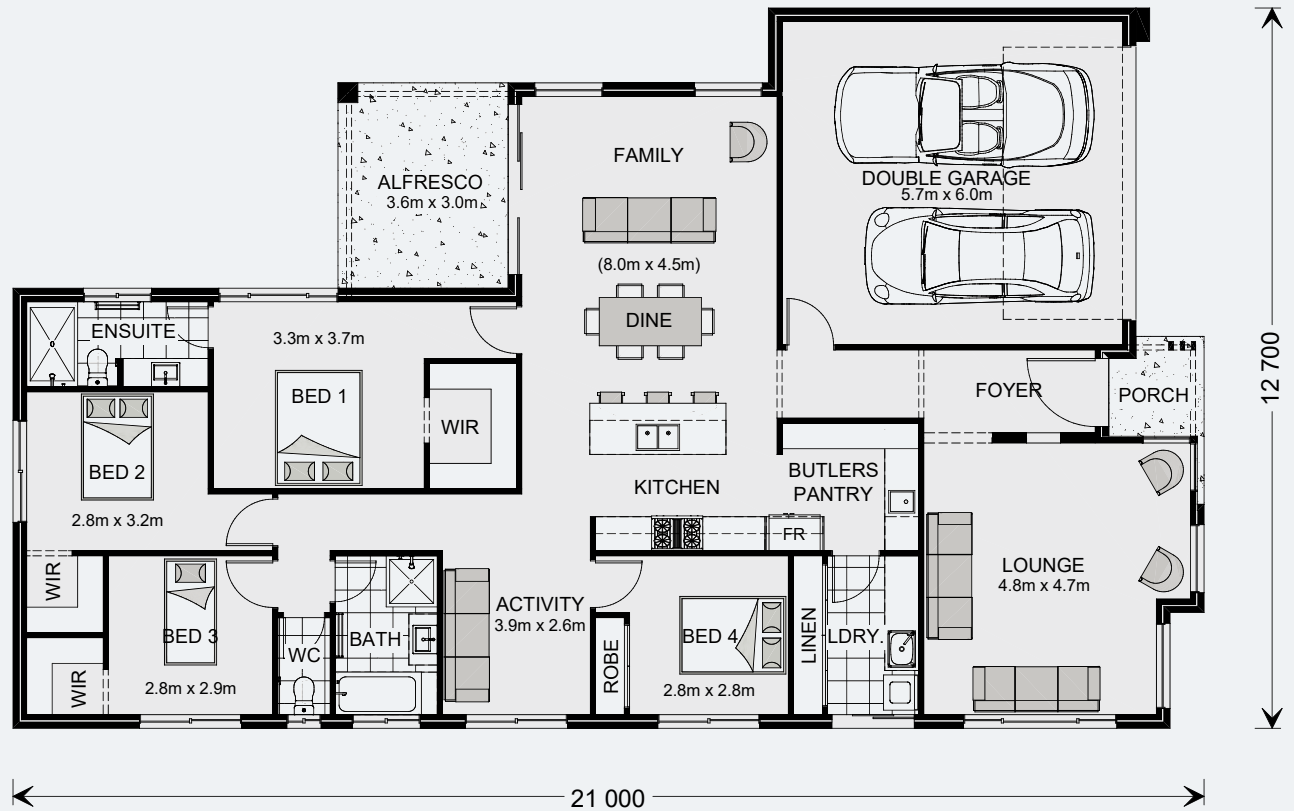 FAMILY
ALFRESCO
3.6m x 3.0m
DOUBLE GARAGE
5.7m x 6.0m
(8.0m x 4.5m)
DINE
ENSUITE
3.3m x 3.7m
BED 1
WIR
FOYER
PORCH
12 700
BED 2
2.8m x 3.2m
KITCHEN
BUTLERS
PANTRY
FR
WIR
LOUNGE
4.8m x 4.7m
ACTIVITY
3.9m x 2.6m
BED 3
2.8m x 2.9m
WIR
WC
BATH
ROBE
BED 4
2.8m x 2.8m
LINEN
LDRY.
21 000